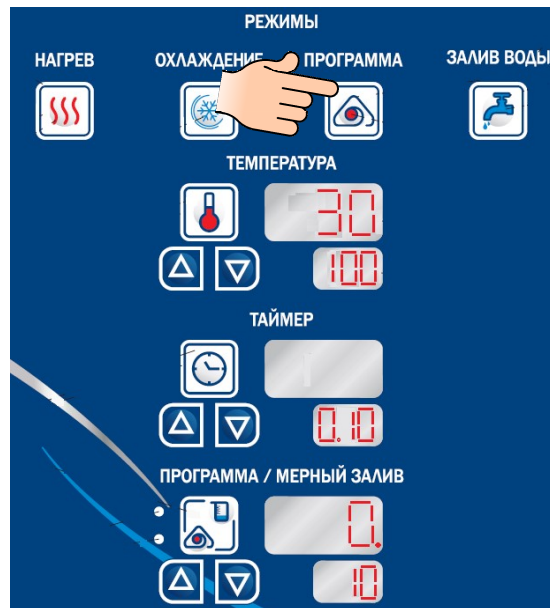 РЕЖИМЫ
НАГРЕВ ОХЛАЖДЕНИЕ ПРОГРАММА ЗАЛИВ ВОДЫ
ТЕМПЕРАТУРА
30
100
ТАЙМЕР
0.10
ПРОГРАММА / МЕРНЫЙ ЗАЛИВ
0.
10